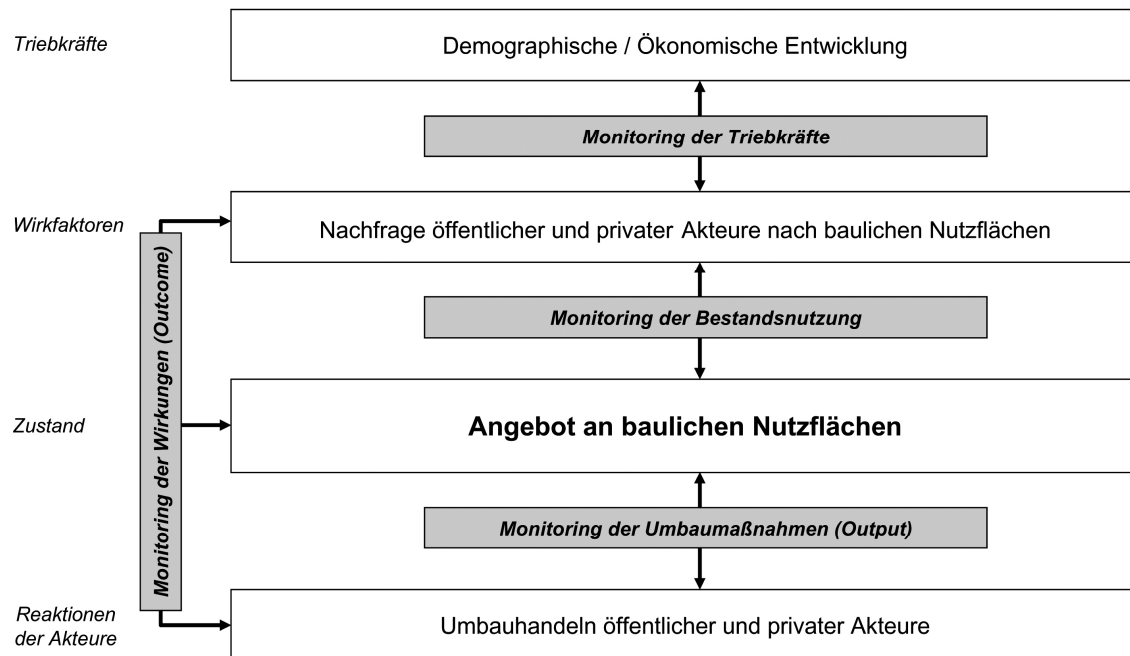 Triebkräfte
Demographische / Ökonomische Entwicklung
Monitoring der Triebkräfte
Wirkfaktoren
Nachfrage öffentlicher und privater Akteure nach baulichen Nutzflächen
Monitoring der Wirkungen (Outcome)
Monitoring der Bestandsnutzung
Zustand
Angebot an baulichen Nutzflächen
Monitoring der Umbaumaßnahmen (Output)
Reaktionen
der Akteure
Umbauhandeln öffentlicher und privater Akteure